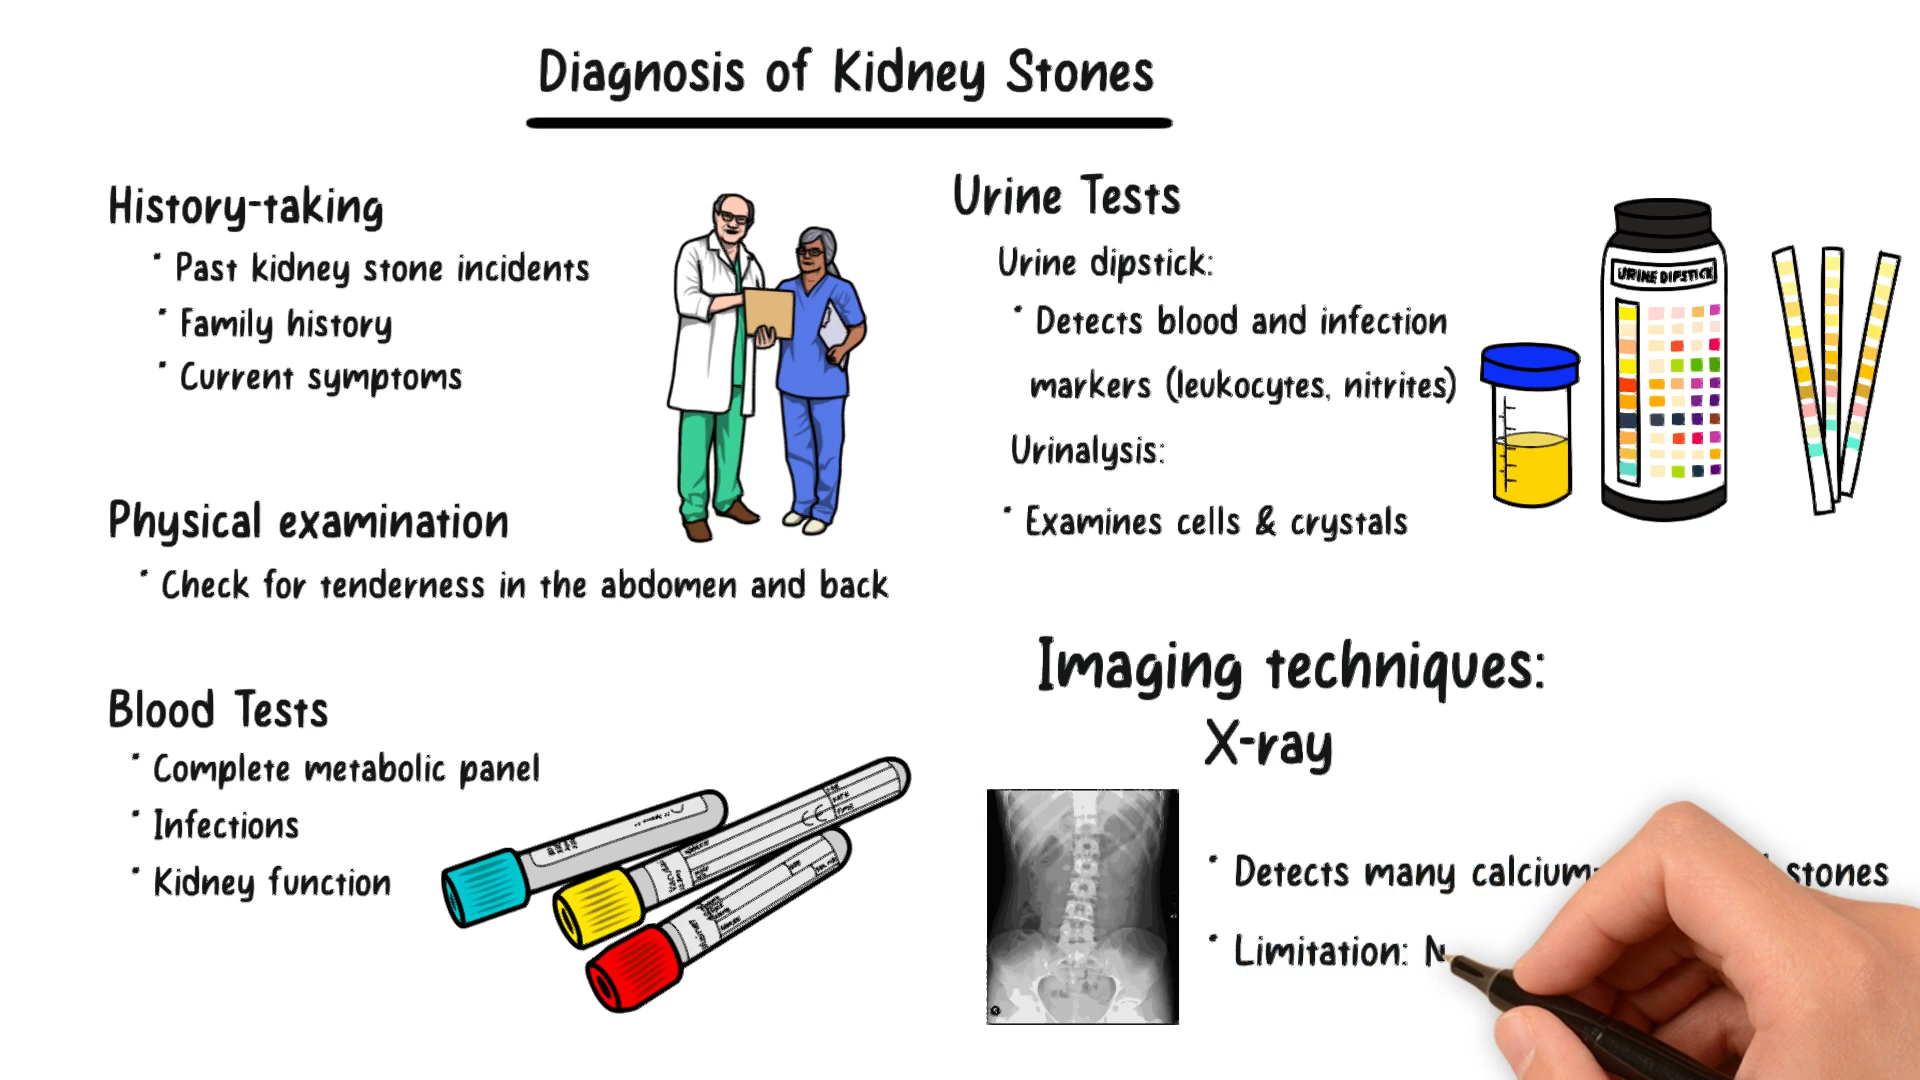 Diagnosis of Kidney Stones
History-taking
· Past kidney stone incidents
· Family history
· Current symptoms
Physical examination
· Check for tenderness in the abdomen and back
Blood Tests
· Complete metabolic panel
· Infections
· Kidney function
Urine Tests
Urine dipstick:
· Detects blood and infection
markers (leukocytes, nitrites)
Urinalysis:
· Examines cells & crystals
URINE DIPSTICK
Imaging techniques:
X-ray
· Detects many calcium- stones
· Limitation: N